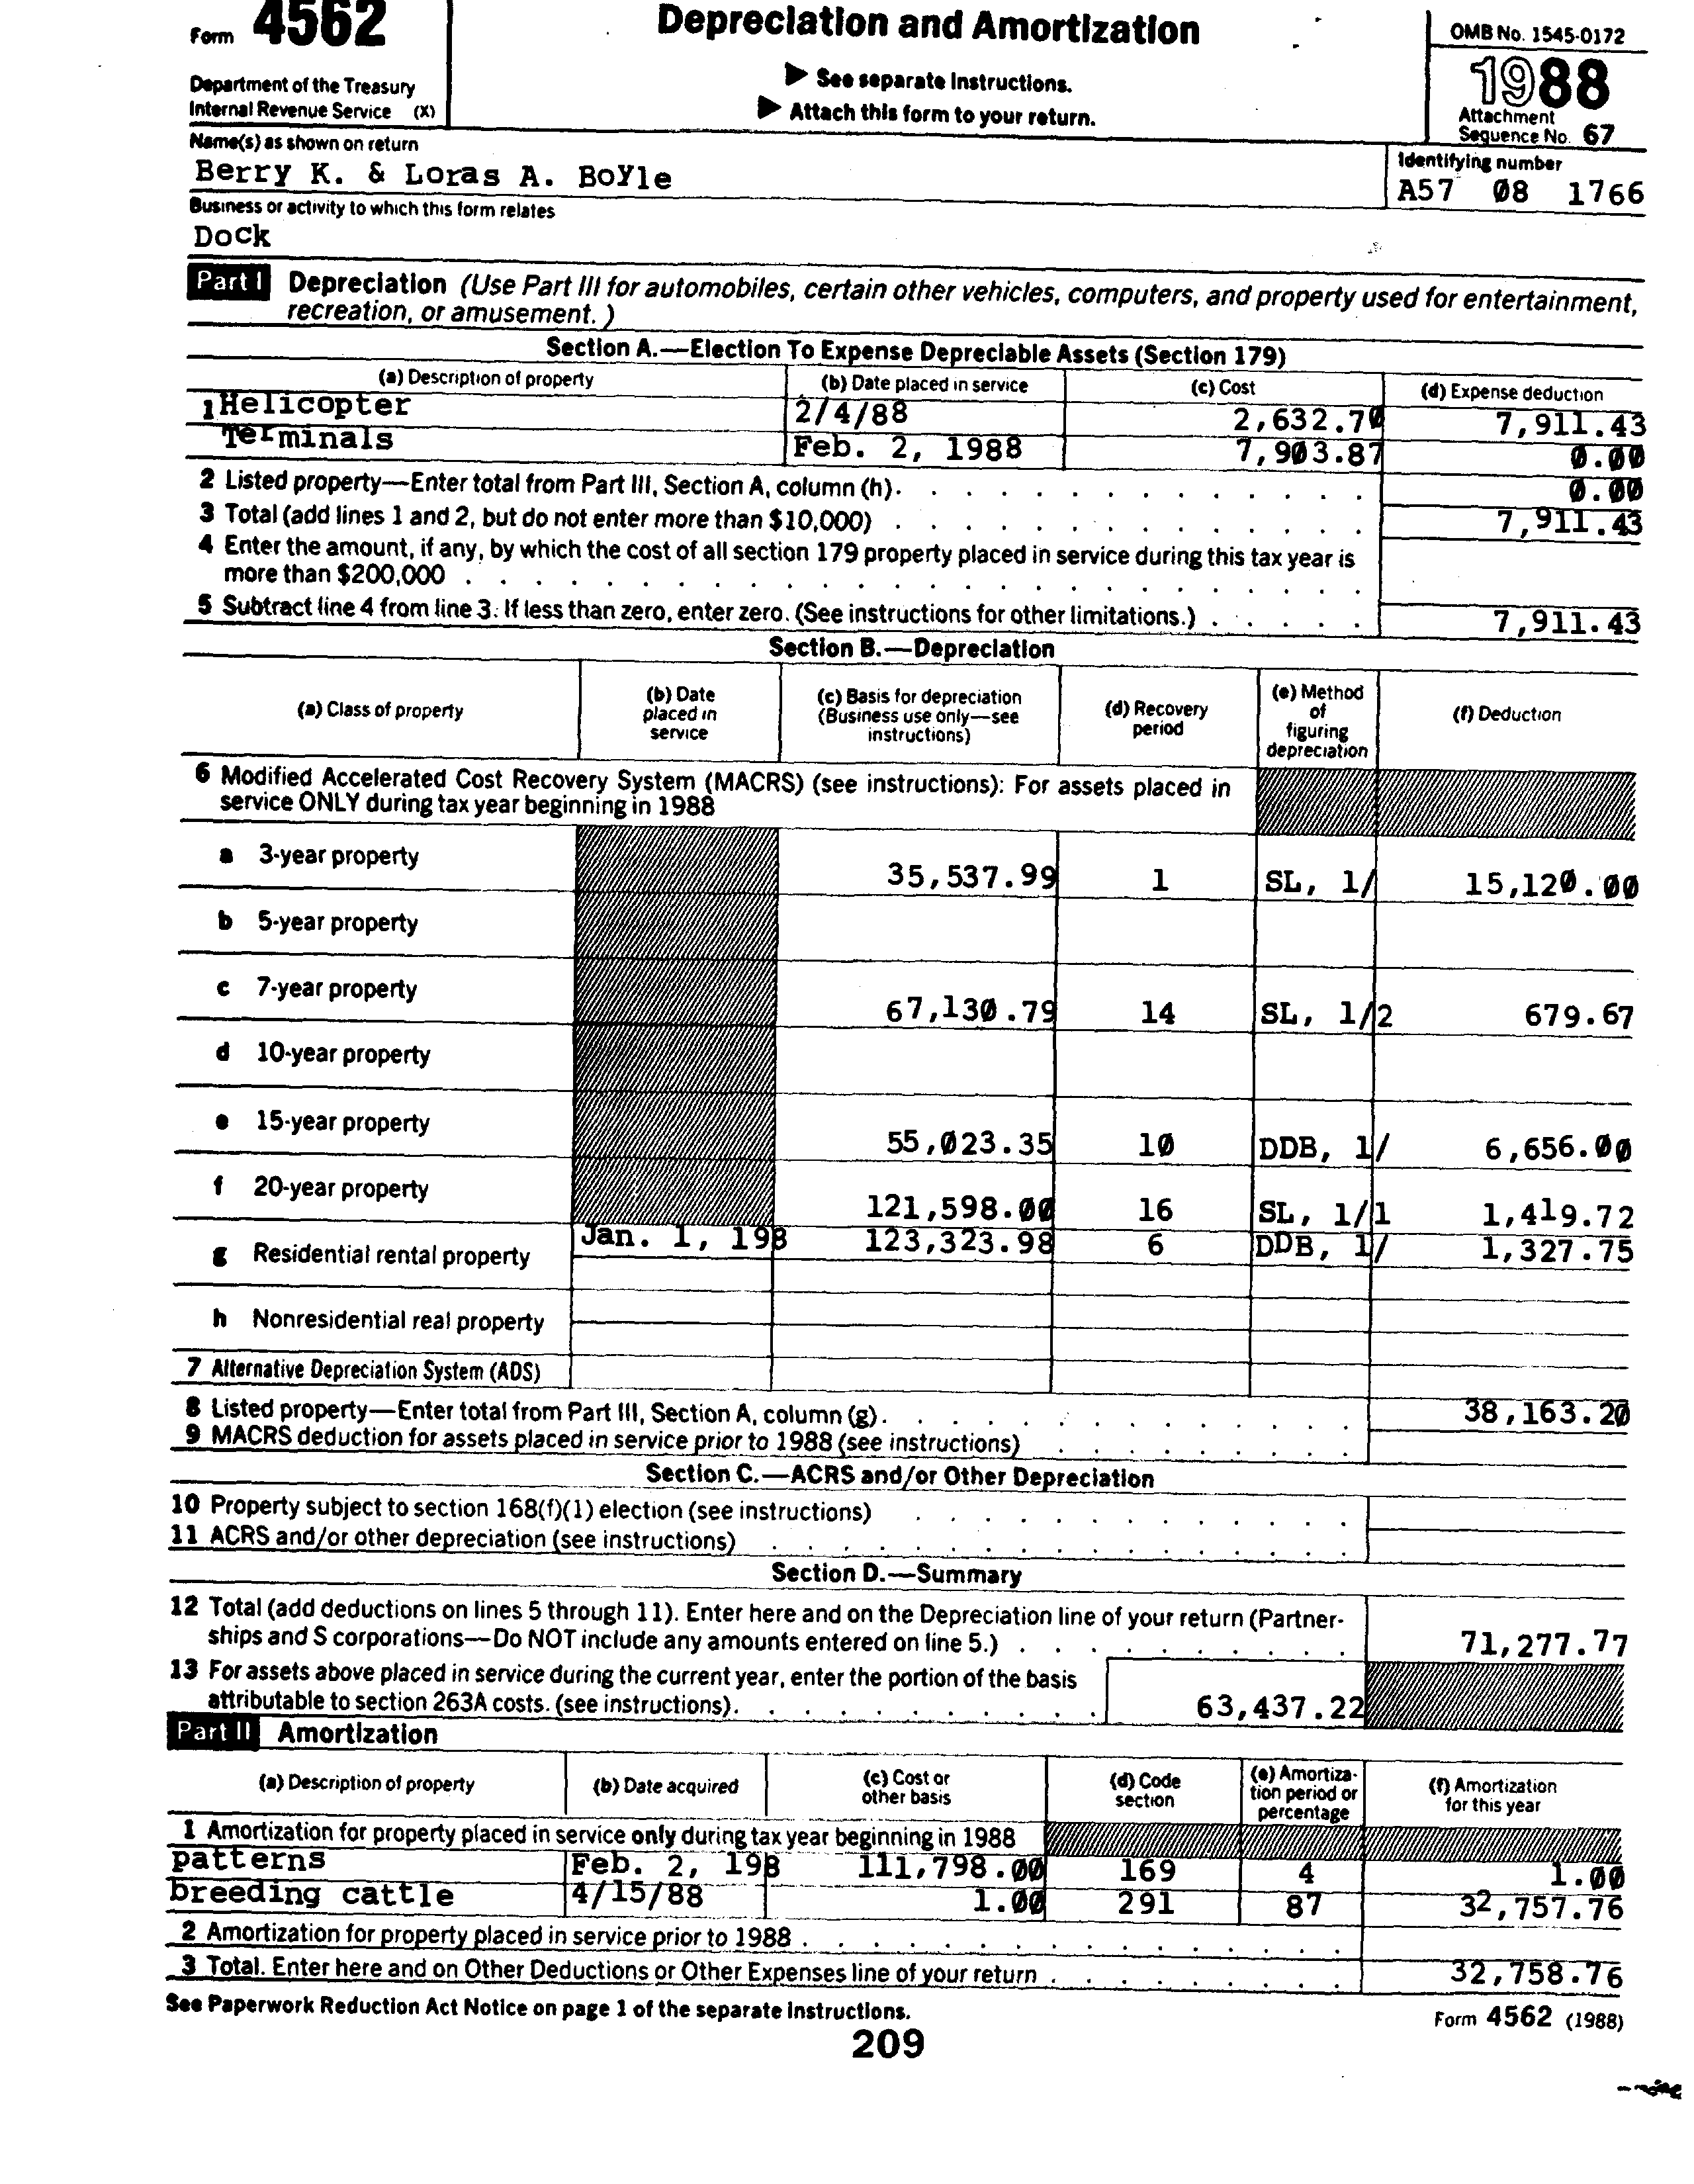 Form 4562
Depreciation and Amortization
OMB No. 1545-0172
1988
Department of the Treasury
Internal Revenue Service (X)
▶ See separate Instructions.
▶ Attach this form to your return.
Attachment
Sequence No. 67
Name(s) as shown on return
Identifying number
Berry K. & Loras A. BoYle
A57 08 1766
Business or activity to which this form relates
Dock
Part I Depreciation (Use Part III for automobiles, certain other vehicles, computers, and property used for entertainment,
recreation, or amusement.)
Section A.—Election To Expense Depreciable Assets (Section 179)
(a) Description of property (b) Date placed in service (c) Cost (d) Expense deduction
1 Helicopter 2/4/88 2,632.70 7,911.43
Terminals Feb. 2, 1988 7,903.87 0.00
2 Listed property—Enter total from Part III, Section A, column (h). 0.00
3 Total (add lines 1 and 2, but do not enter more than $10,000) 7,911.43
4 Enter the amount, if any, by which the cost of all section 179 property placed in service during this tax year is
more than $200,000
5 Subtract line 4 from line 3. If less than zero, enter zero. (See instructions for other limitations.) 7,911.43
Section B.—Depreciation
(a) Class of property
(b) Date
placed in
service
(c) Basis for depreciation
(Business use only—see
instructions)
(d) Recovery
period
(e) Method
of
figuring
depreciation
(f) Deduction
6 Modified Accelerated Cost Recovery System (MACRS) (see instructions): For assets placed in
service ONLY during tax year beginning in 1988
a 3-year property 35,537.99 1 SL, 1/ 15,120.00
b 5-year property
c 7-year property 67,130.79 14 SL, 1/2 679.67
d 10-year property
e 15-year property 55,023.35 10 DDB, 1/ 6,656.00
f 20-year property 121,598.00 16 SL, 1/1 1,419.72
g Residential rental property Jan. 1, 198 123,323.98 6 DDB, 1/ 1,327.75
h Nonresidential real property
7 Alternative Depreciation System (ADS)
8 Listed property—Enter total from Part III, Section A, column (g). 38,163.20
9 MACRS deduction for assets placed in service prior to 1988 (see instructions)
Section C.—ACRS and/or Other Depreciation
10 Property subject to section 168(f)(1) election (see instructions)
11 ACRS and/or other depreciation (see instructions)
Section D.—Summary
12 Total (add deductions on lines 5 through 11). Enter here and on the Depreciation line of your return (Partner-
ships and S corporations—Do NOT include any amounts entered on line 5.) 71,277.77
13 For assets above placed in service during the current year, enter the portion of the basis
attributable to section 263A costs. (see instructions). 63,437.22
Part II Amortization
(a) Description of property
(b) Date acquired
(c) Cost or
other basis
(d) Code
section
(e) Amortiza-
tion period or
percentage
(f) Amortization
for this year
1 Amortization for property placed in service only during tax year beginning in 1988
patterns Feb. 2, 198 111,798.00 169 4 1.00
breeding cattle 4/15/88 1.00 291 87 32,757.76
2 Amortization for property placed in service prior to 1988
3 Total. Enter here and on Other Deductions or Other Expenses line of your return 32,758.76
See Paperwork Reduction Act Notice on page 1 of the separate instructions.
Form 4562 (1988)
209